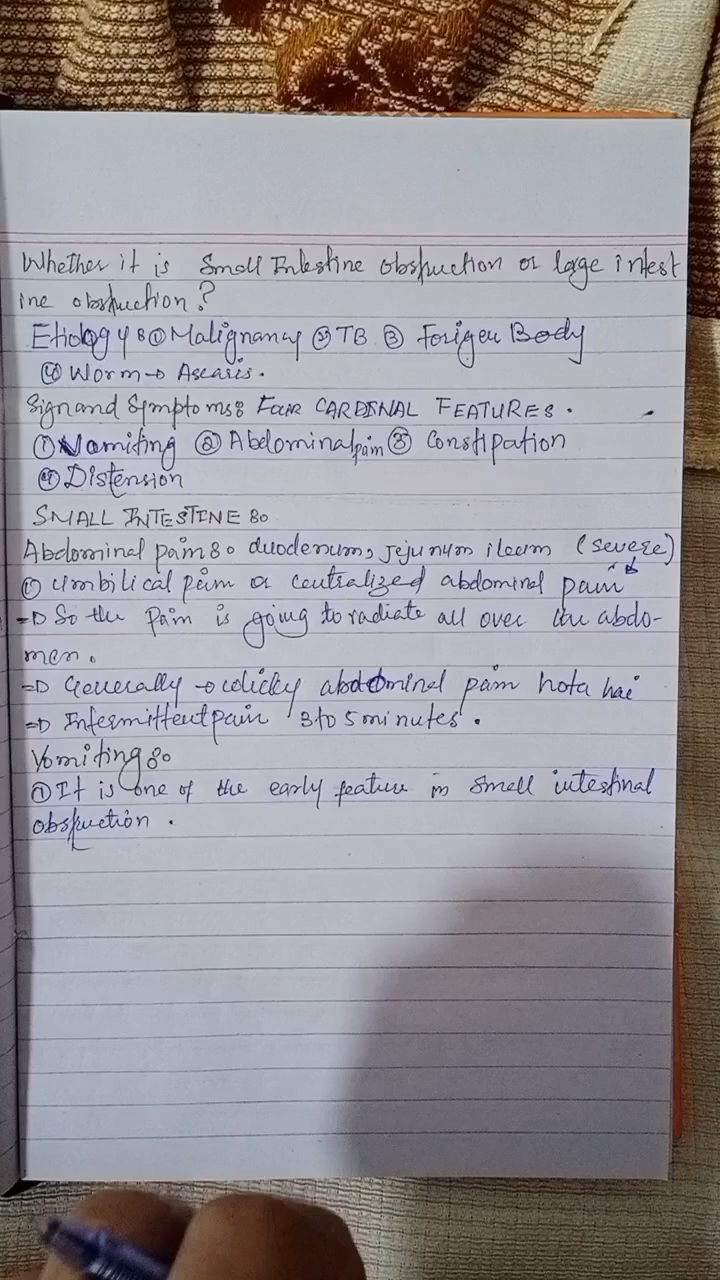 Whether it is Small Intestine obstruction or large intest
ine obstruction?
Etiology : ① Malignancy ② TB ③ Forigen Body
④ Worm → Ascaris.
Sign and Symptoms: FOUR CARDINAL FEATURES.
① Vomiting ② Abdominal pain ③ Constipation
④ Distension
SMALL INTESTINE :
Abdominal pain : duodenum, jejunum ileum (severe)
① Umbilical pain or centralized abdominal pain
⇒ So the pain is going to radiate all over the abdo-
men.
⇒ Generally → colicky abdominal pain hota hai
⇒ Intermittent pain 3 to 5 minutes.
Vomiting :
① It is one of the early feature in small intestinal
obstruction.